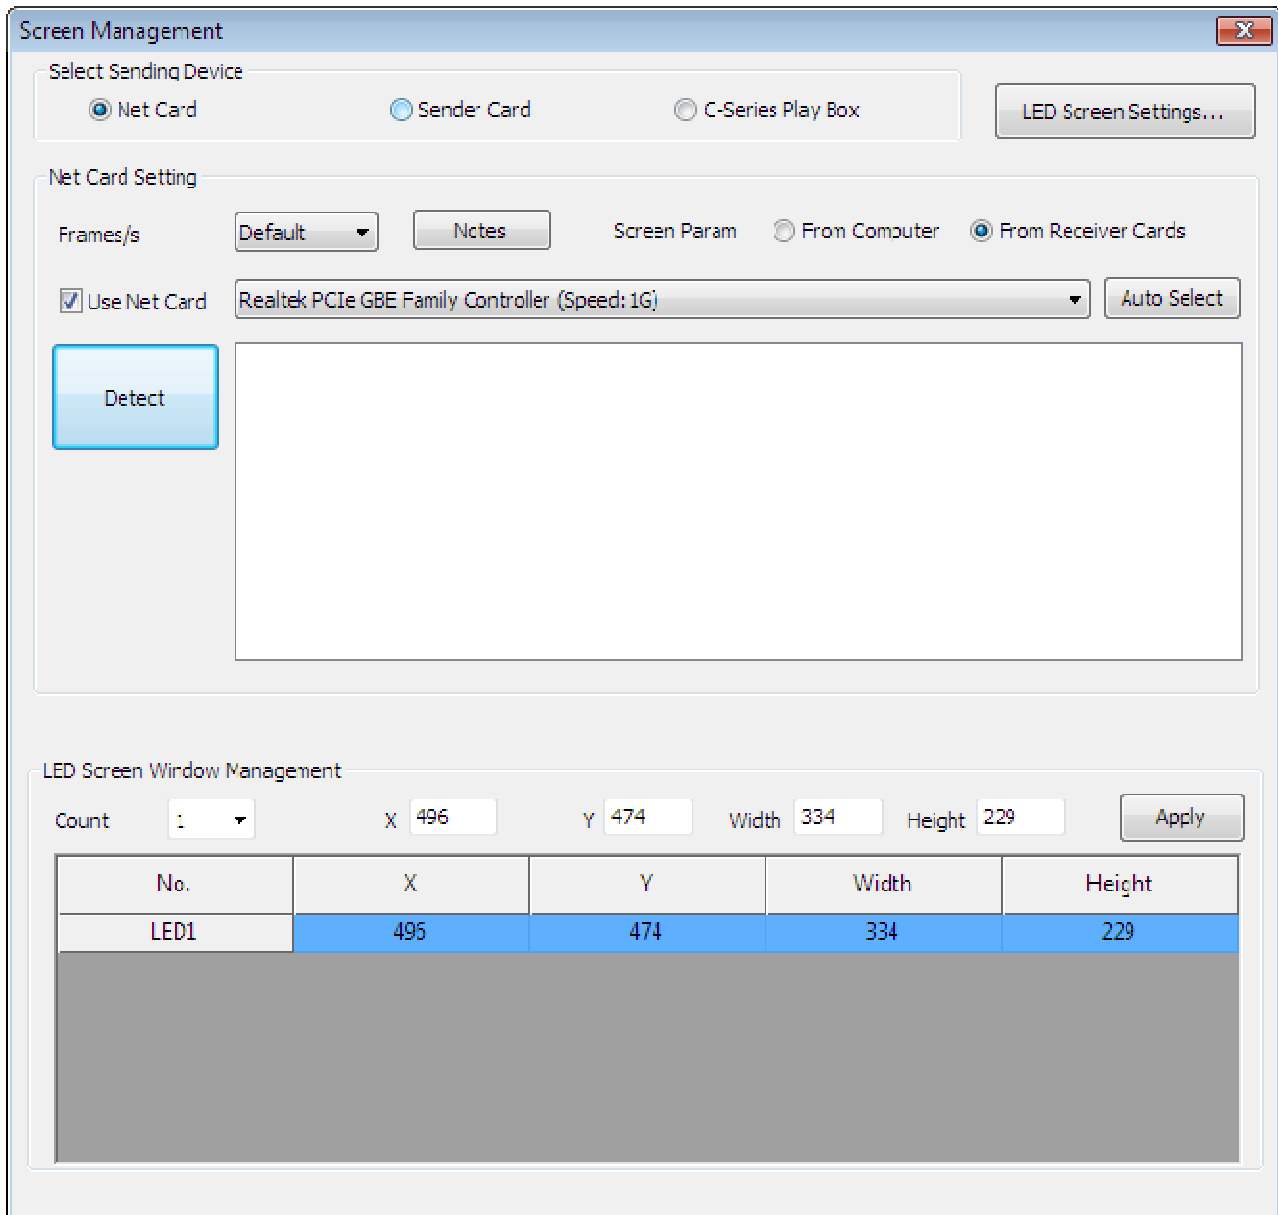 Screen Management
Select Sending Device
Net Card Sender Card C-Series Play Box
LED Screen Settings...
Net Card Setting
Frames/s Default Notes Screen Param From Computer From Receiver Cards
Use Net Card Realtek PCIe GBE Family Controller (Speed: 1G) Auto Select
Detect
LED Screen Window Management
Count 1 X 496 Y 474 Width 334 Height 229 Apply
No. X Y Width Height
LED1 496 474 334 229